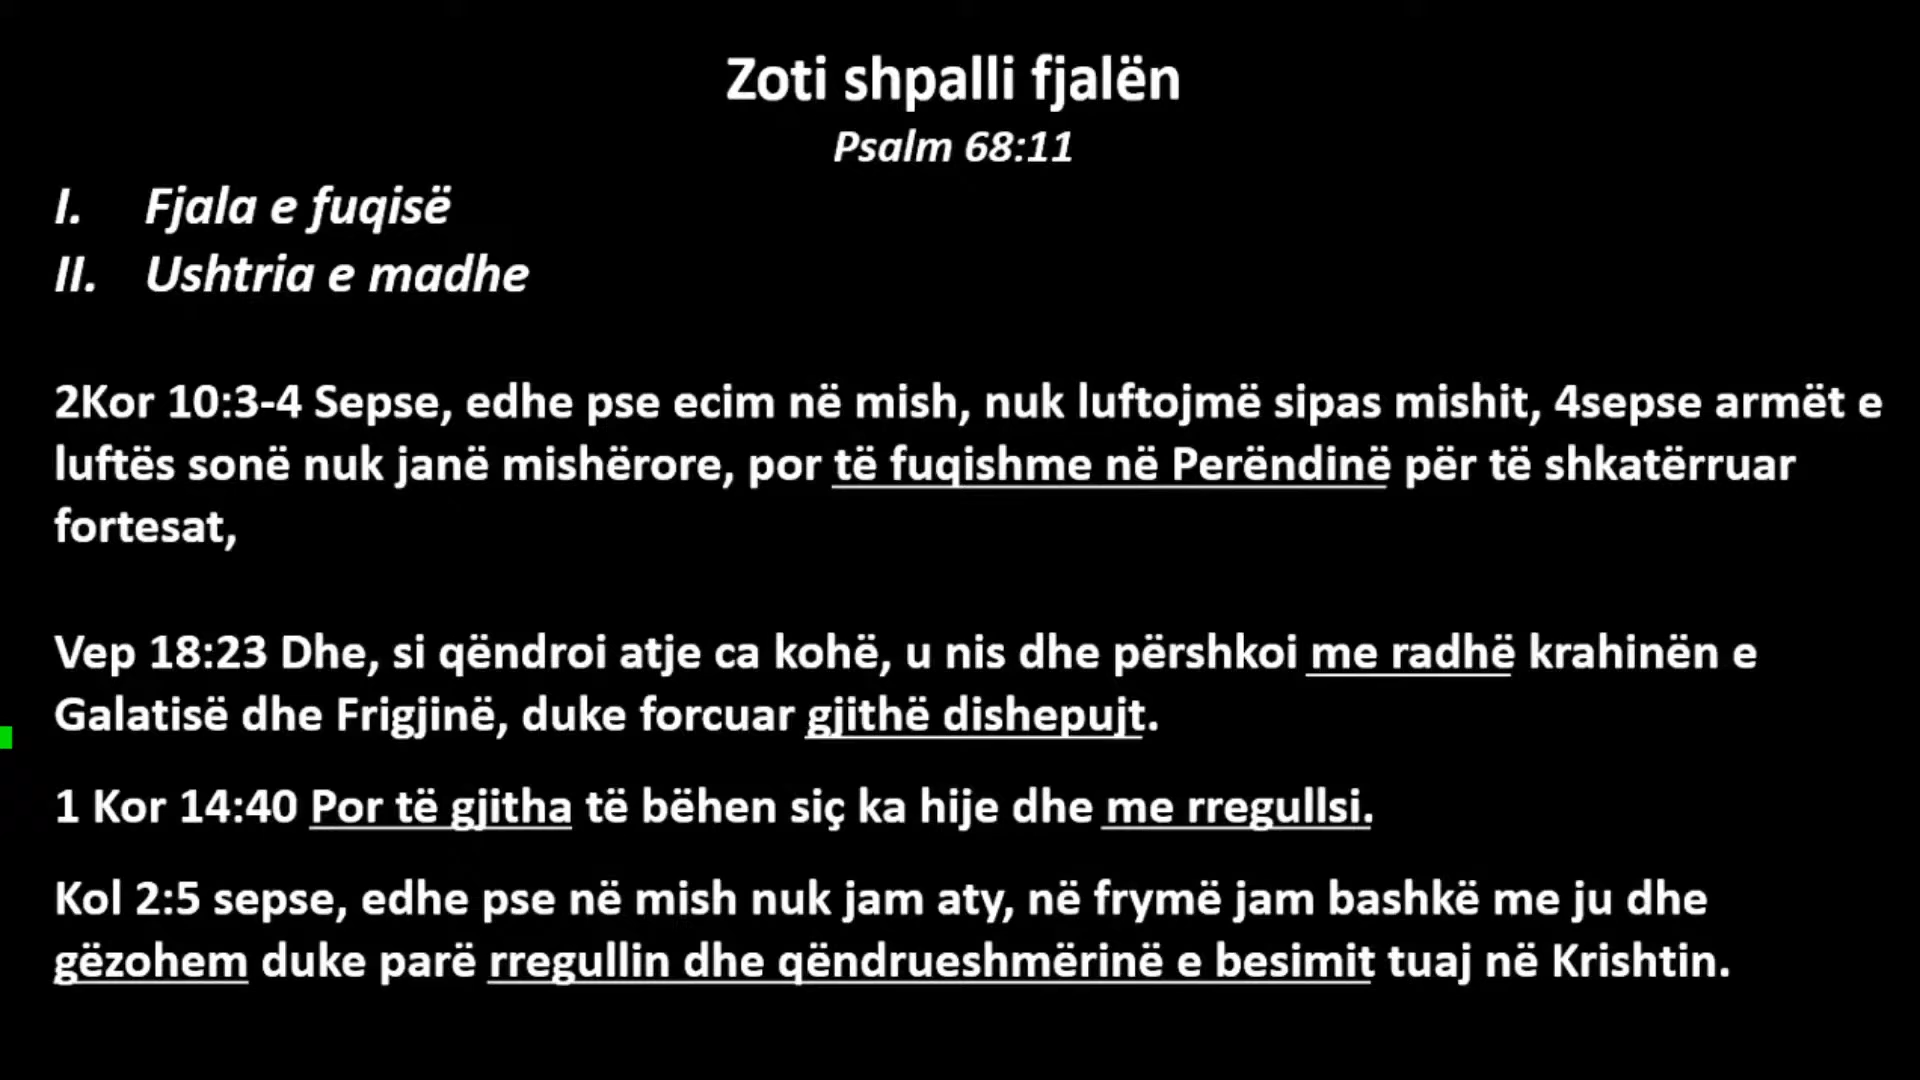 Zoti shpalli fjalën
Psalm 68:11
I. Fjala e fuqisë
II. Ushtria e madhe
2Kor 10:3-4 Sepse, edhe pse ecim në mish, nuk luftojmë sipas mishit, 4sepse armët e
luftës sonë nuk janë mishërore, por të fuqishme në Perëndinë për të shkatërruar
fortesat,
Vep 18:23 Dhe, si qëndroi atje ca kohë, u nis dhe përshkoi me radhë krahinën e
Galatisë dhe Frigjinë, duke forcuar gjithë dishepujt.
1 Kor 14:40 Por të gjitha të bëhen siç ka hije dhe me rregullsi.
Kol 2:5 sepse, edhe pse në mish nuk jam aty, në frymë jam bashkë me ju dhe
gëzohem duke parë rregullin dhe qëndrueshmërinë e besimit tuaj në Krishtin.